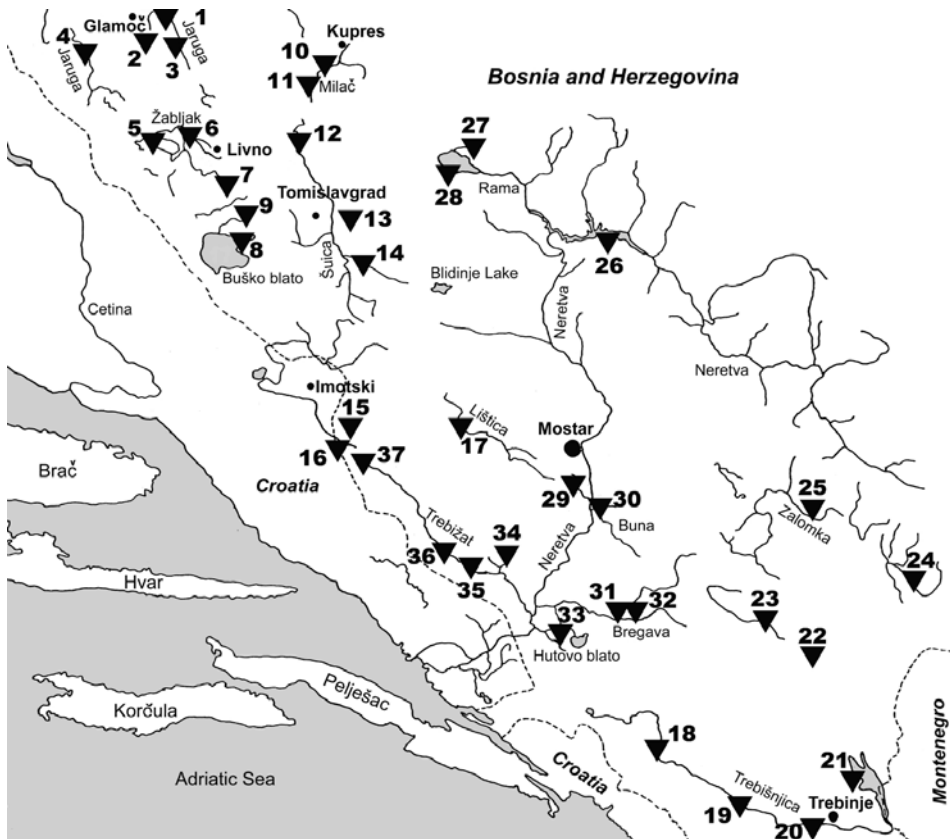 1
Glamoč
Kupres
4
2
3
Jaruga
Jaruga
10
11
Milač
Bosnia and Herzegovina
Žabljak
5
6
Livno
12
27
28
Rama
7
9
Tomislavgrad
13
8
14
Šuica
26
Buško blato
Blidinje Lake
Cetina
Neretva
Neretva
Imotski
15
Lištica
17
Mostar
16
37
Brač
Croatia
29
30
25
Zalomka
Buna
Trebižat
34
Neretva
36
35
24
Hvar
31
32
23
33
Bregava
Hutovo blato
22
Pelješac
Korčula
18
Croatia
21
Montenegro
Adriatic Sea
Trebišnjica
19
Trebinje
20